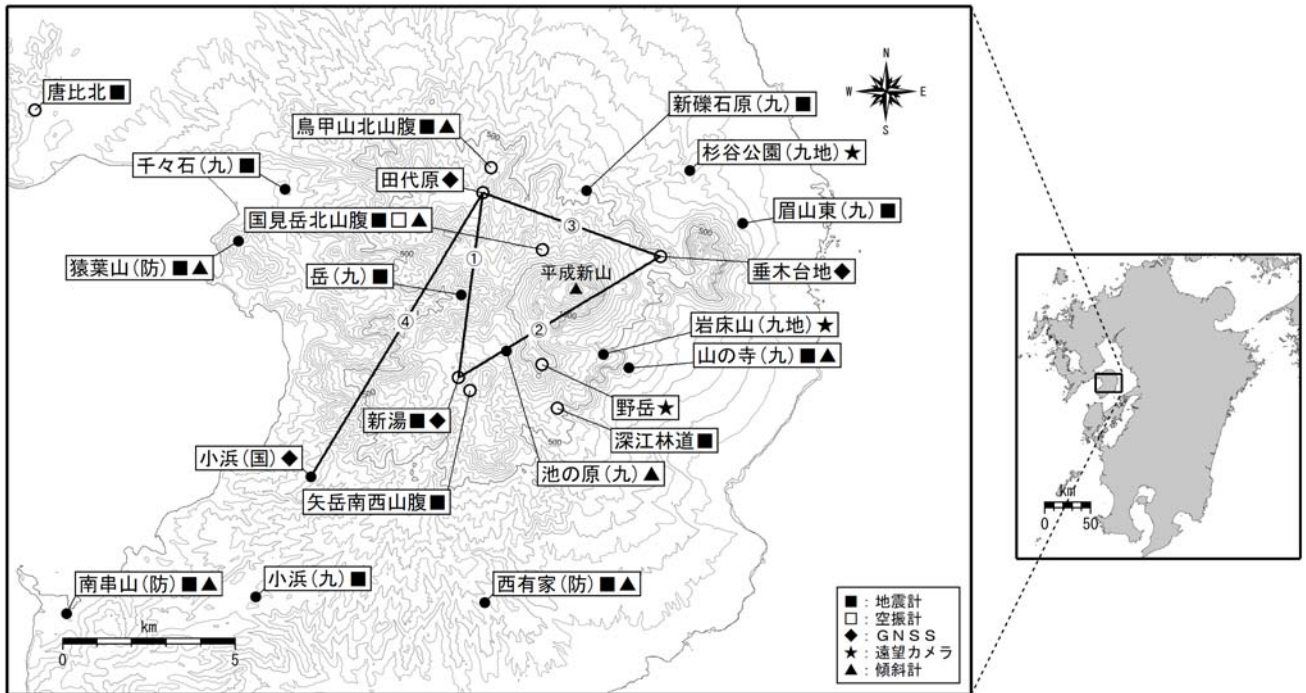 唐比北■
鳥甲山北山腹■▲
新礫石原(九)■
N
W E
S
千々石(九)■
田代原◆
杉谷公園(九地)★
国見岳北山腹■□▲
眉山東(九)■
猿葉山(防)■▲
①
②
③
④
岳(九)■
平成新山
垂木台地◆
岩床山(九地)★
山の寺(九)■▲
新湯■◆
野岳★
深江林道■
小浜(国)◆
池の原(九)▲
矢岳南西山腹■
南串山(防)■▲
小浜(九)■
西有家(防)■▲
500
500
500
500
500
km
0 5
■:地震計
□:空振計
◆:GNSS
★:遠望カメラ
▲:傾斜計
km
0 50